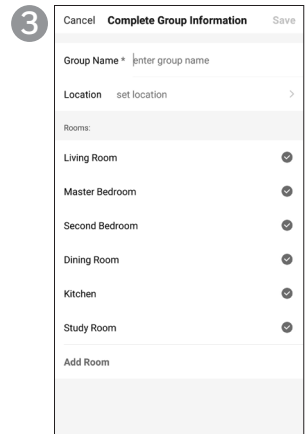 3
Cancel Complete Group Information Save
Group Name * enter group name
Location set location >
Rooms:
Living Room
Master Bedroom
Second Bedroom
Dining Room
Kitchen
Study Room
Add Room